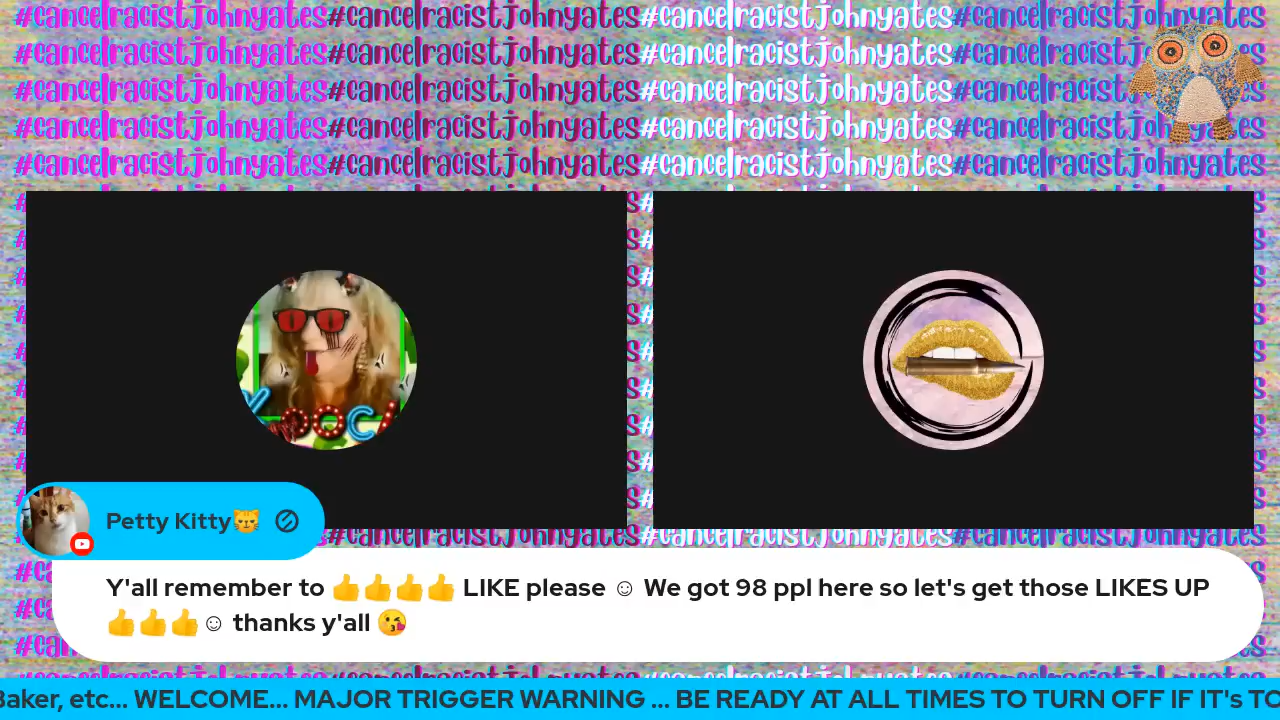 #cancelracistjohnyates#cancelracistjohnyates#cancelracistjohnyates#cancelracistjohnyates
#cancelracistjohnyates#cancelracistjohnyates#cancelracistjohnyates#cancelracistjohnyates
#cancelracistjohnyates#cancelracistjohnyates#cancelracistjohnyates#cancelracistjohnyates
#cancelracistjohnyates#cancelracistjohnyates#cancelracistjohnyates#cancelracistjohnyates
#cancelracistjohnyates#cancelracistjohnyates#cancelracistjohnyates#cancelracistjohnyates
Petty Kitty😼
Y'all remember to 👍👍👍👍 LIKE please ☺ We got 98 ppl here so let's get those LIKES UP
👍👍👍☺ thanks y'all 😘
Baker, etc... WELCOME... MAJOR TRIGGER WARNING ... BE READY AT ALL TIMES TO TURN OFF IF IT's TO